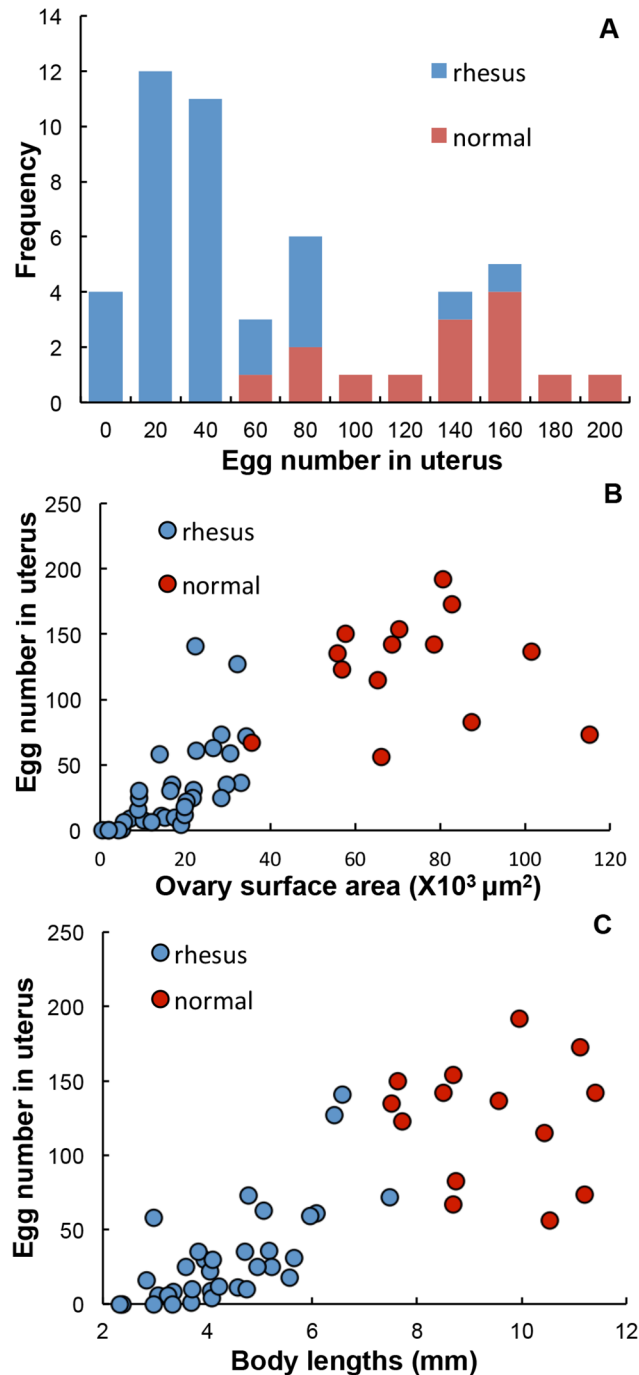 A
14
12
10
8
6
4
2
0
Frequency
rhesus
normal
0 20 40 60 80 100 120 140 160 180 200
Egg number in uterus
B
250
200
150
100
50
0
Egg number in uterus
rhesus
normal
0 20 40 60 80 100 120
Ovary surface area (X10³ µm²)
C
250
200
150
100
50
0
Egg number in uterus
rhesus
normal
2 4 6 8 10 12
Body lengths (mm)